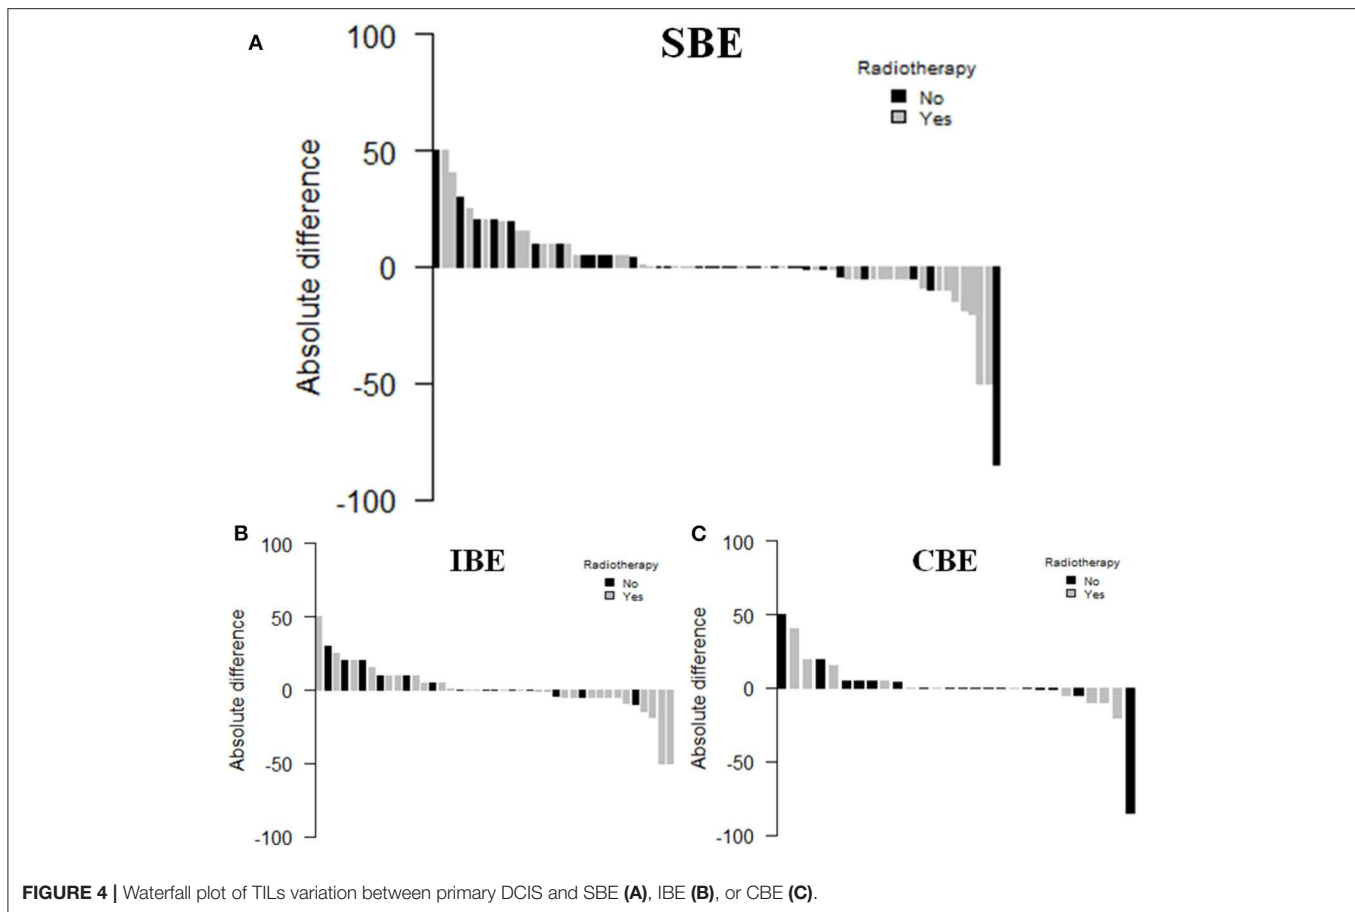 A
SBE
100
50
0
-50
-100
Absolute difference
Radiotherapy
No
Yes
B
IBE
100
50
0
-50
-100
Absolute difference
Radiotherapy
No
Yes
C
CBE
100
50
0
-50
-100
Absolute difference
Radiotherapy
No
Yes
FIGURE 4 | Waterfall plot of TILs variation between primary DCIS and SBE (A), IBE (B), or CBE (C).